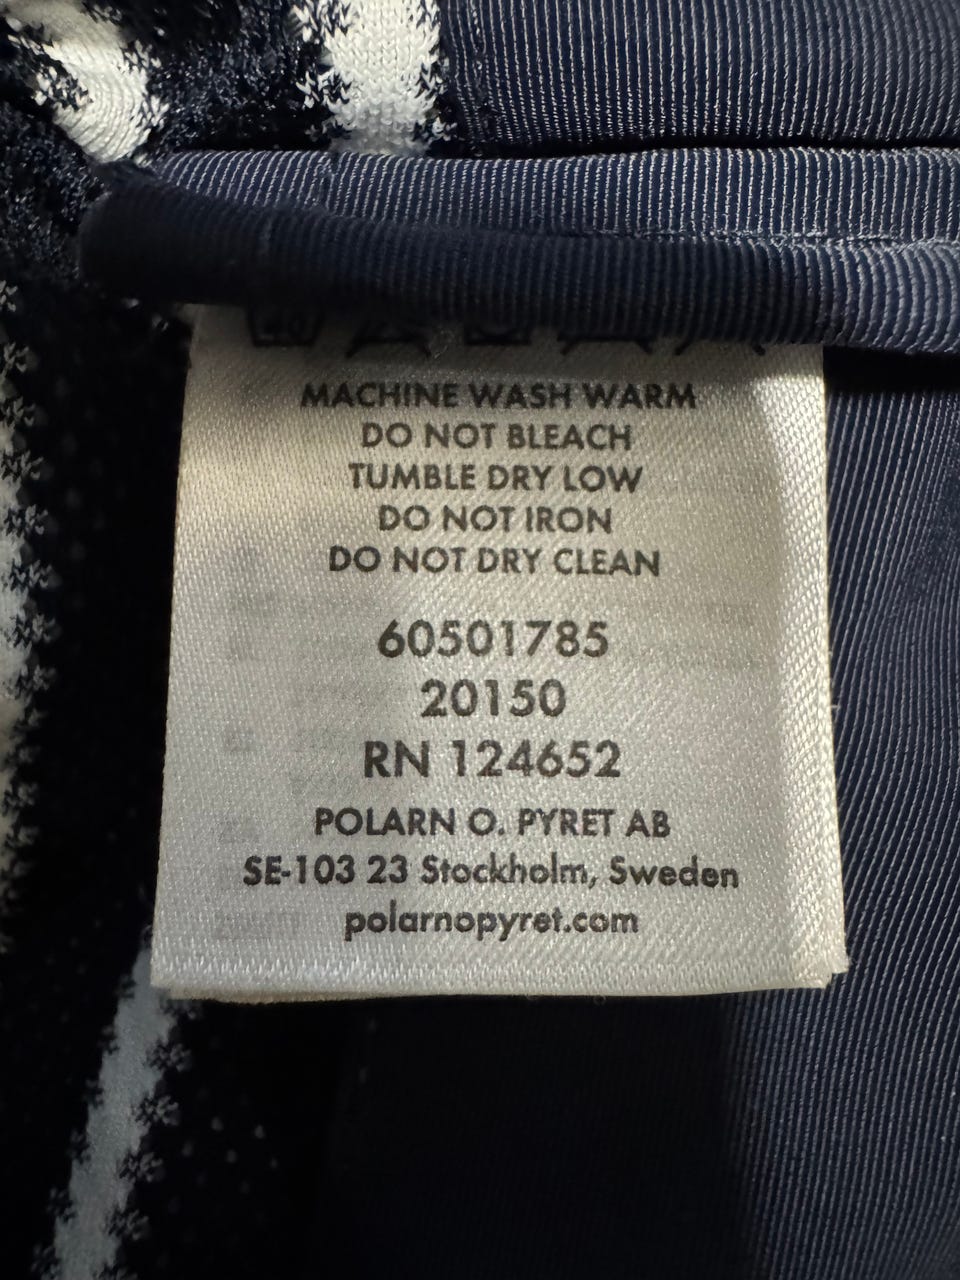 MACHINE WASH WARM
DO NOT BLEACH
TUMBLE DRY LOW
DO NOT IRON
DO NOT DRY CLEAN
60501785
20150
RN 124652
POLARN O. PYRET AB
SE-103 23 Stockholm, Sweden
polarnopyret.com